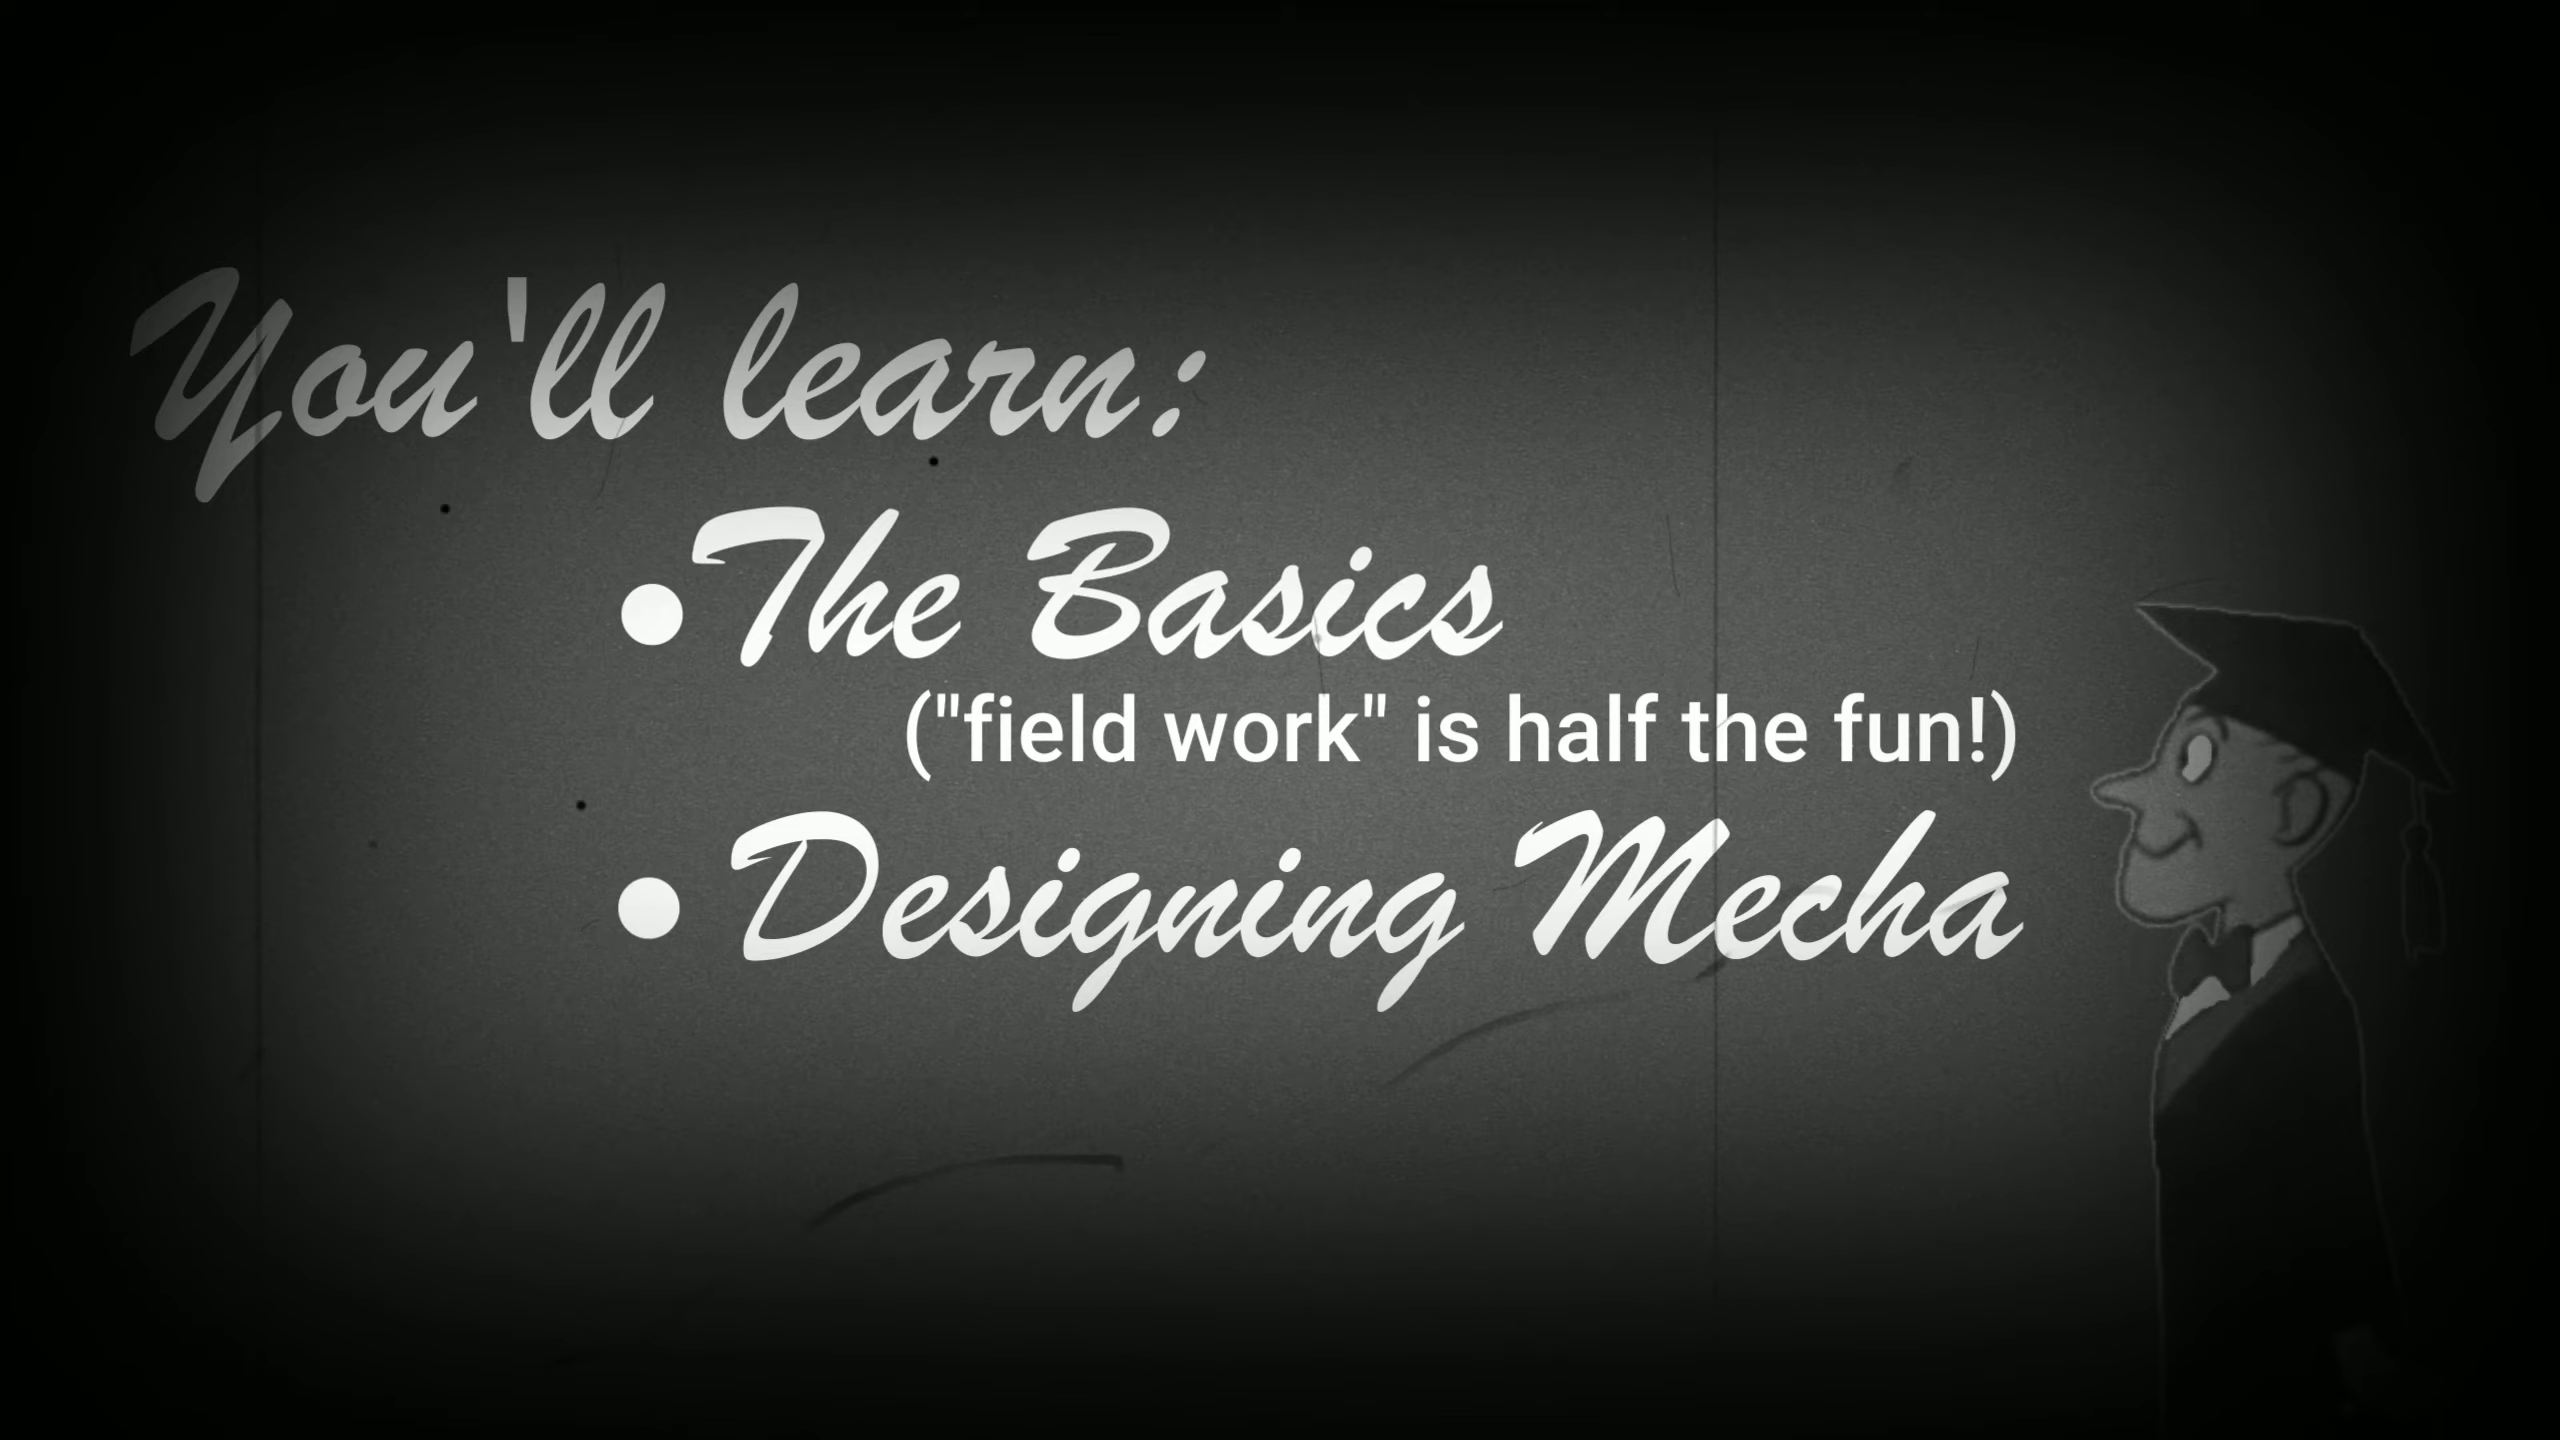 You'll learn:
•The Basics
("field work" is half the fun!)
• Designing Mecha